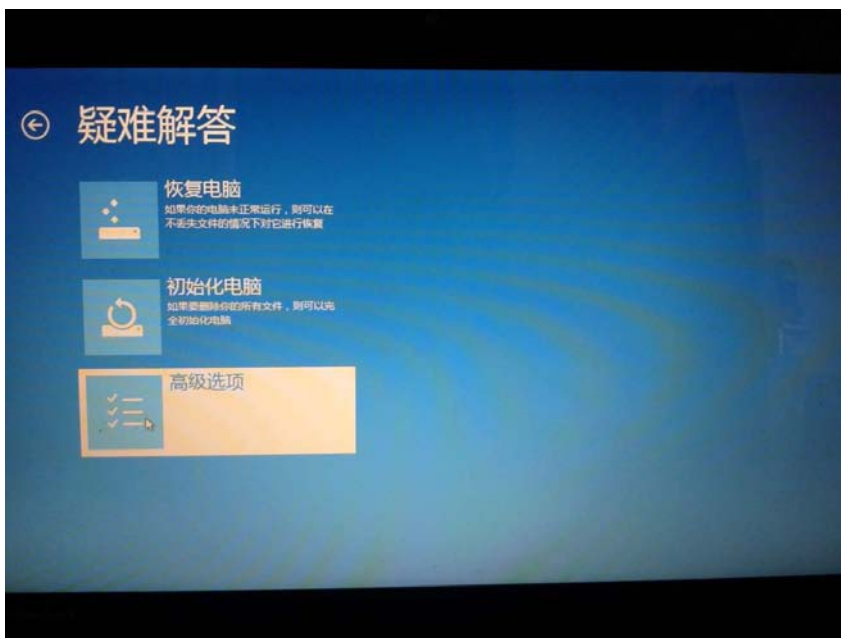 疑难解答
恢复电脑
如果你的电脑未正常运行，则可以在
不丢失文件的情况下对它进行恢复
初始化电脑
如果要删除你的所有文件，则可以完
全初始化电脑
高级选项